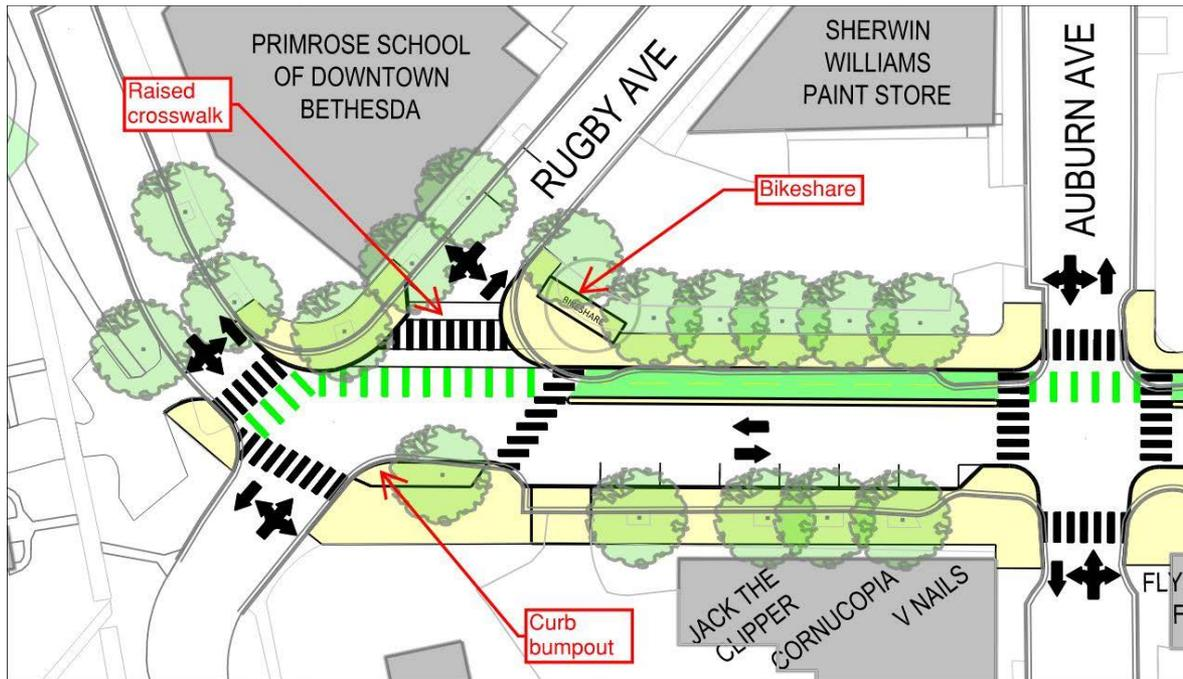 PRIMROSE SCHOOL
OF DOWNTOWN
BETHESDA
Raised
crosswalk
RUGBY AVE
SHERWIN
WILLIAMS
PAINT STORE
AUBURN AVE
Bikeshare
BIKESHARE
JACK THE
CLIPPER
CORNUCOPIA
V NAILS
FLY
F
Curb
bumpout